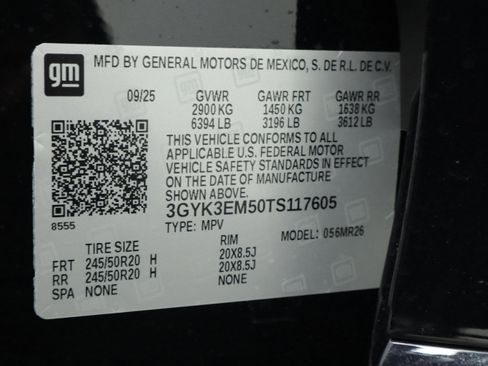 gm
MFD BY GENERAL MOTORS DE MEXICO, S. DE R.L. DE C.V.
09/25 GVWR GAWR FRT GAWR RR
2900 KG 1450 KG 1638 KG
6394 LB 3196 LB 3612 LB
THIS VEHICLE CONFORMS TO ALL
APPLICABLE U.S. FEDERAL MOTOR
VEHICLE SAFETY STANDARDS IN EFFECT
ON THE DATE OF MANUFACTURE
SHOWN ABOVE.
3GYK3EM50TS117605
8555 TYPE: MPV MODEL: 056MR26
TIRE SIZE RIM
FRT 245/50R20 H 20X8.5J
RR 245/50R20 H 20X8.5J
SPA NONE NONE